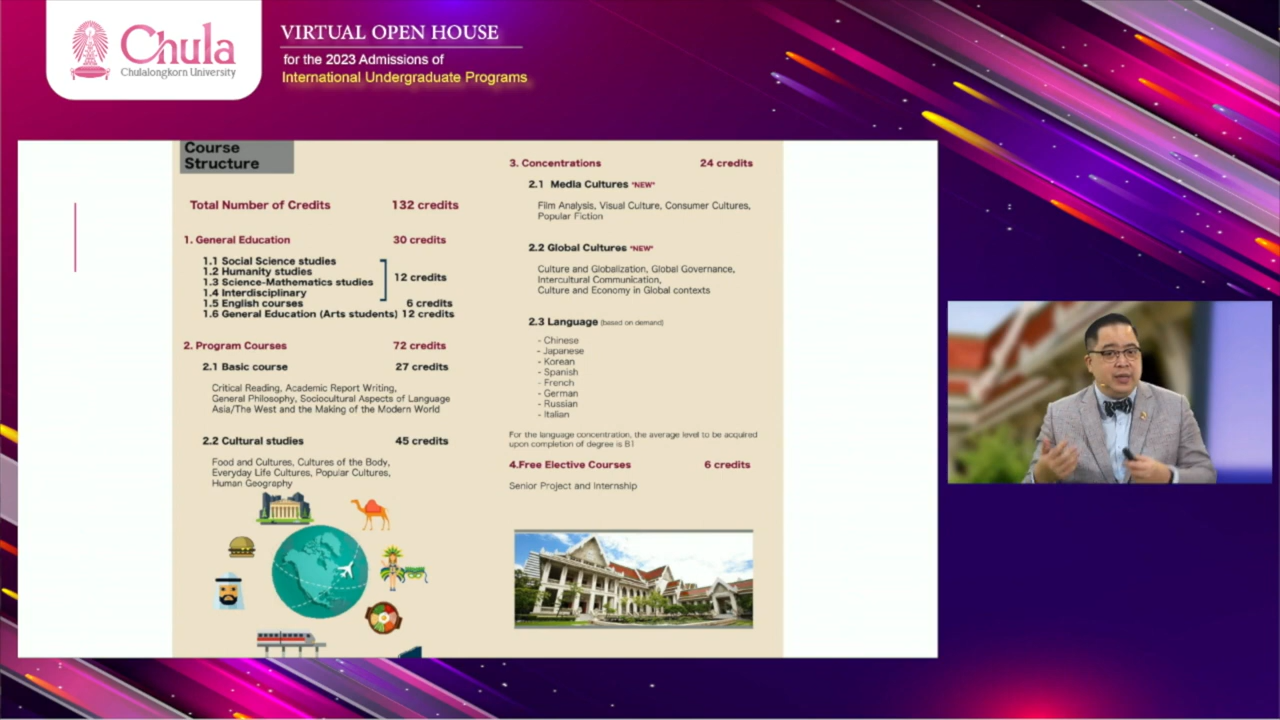 Chula
Chulalongkorn University
VIRTUAL OPEN HOUSE
for the 2023 Admissions of
International Undergraduate Programs
Course
Structure
Total Number of Credits 132 credits
1. General Education 30 credits
1.1 Social Science studies
1.2 Humanity studies
1.3 Science-Mathematics studies
12 credits
1.4 Interdisciplinary
1.5 English courses 6 credits
1.6 General Education (Arts students) 12 credits
2. Program Courses 72 credits
2.1 Basic course 27 credits
Critical Reading, Academic Report Writing,
General Philosophy, Sociocultural Aspects of Language
Asia/The West and the Making of the Modern World
2.2 Cultural studies 45 credits
Food and Cultures, Cultures of the Body,
Everyday Life Cultures, Popular Cultures,
Human Geography
3. Concentrations 24 credits
2.1 Media Cultures *NEW*
Film Analysis, Visual Culture, Consumer Cultures,
Popular Fiction
2.2 Global Cultures *NEW*
Culture and Globalization, Global Governance,
Intercultural Communication,
Culture and Economy in Global contexts
2.3 Language (based on demand)
- Chinese
- Japanese
- Korean
- Spanish
- French
- German
- Russian
- Italian
For the language concentration, the average level to be acquired
upon completion of degree is B1
4.Free Elective Courses 6 credits
Senior Project and Internship